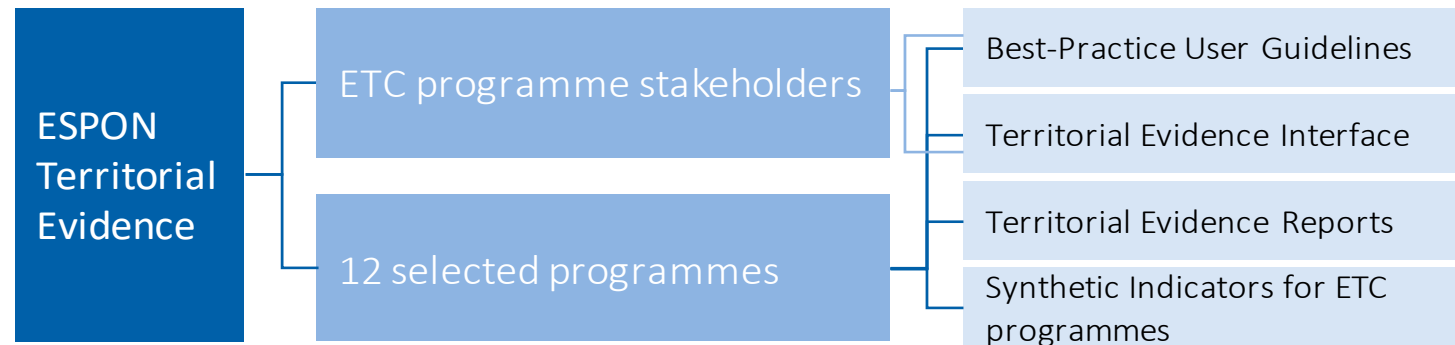 ESPON
Territorial
Evidence
ETC programme stakeholders
12 selected programmes
Best-Practice User Guidelines
Territorial Evidence Interface
Territorial Evidence Reports
Synthetic Indicators for ETC
programmes